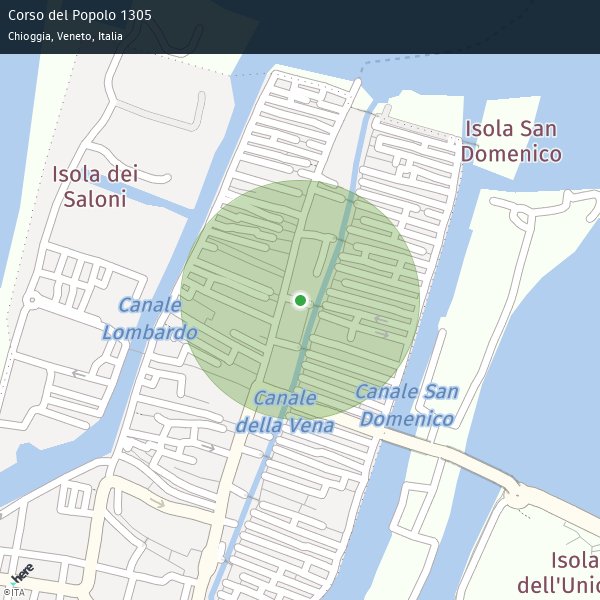 Corso del Popolo 1305
Chioggia, Veneto, Italia
Isola San
Domenico
Isola dei
Saloni
Canale
Lombardo
Canale
della Vena
Canale San
Domenico
Isola
dell'Unio
here
©ITA